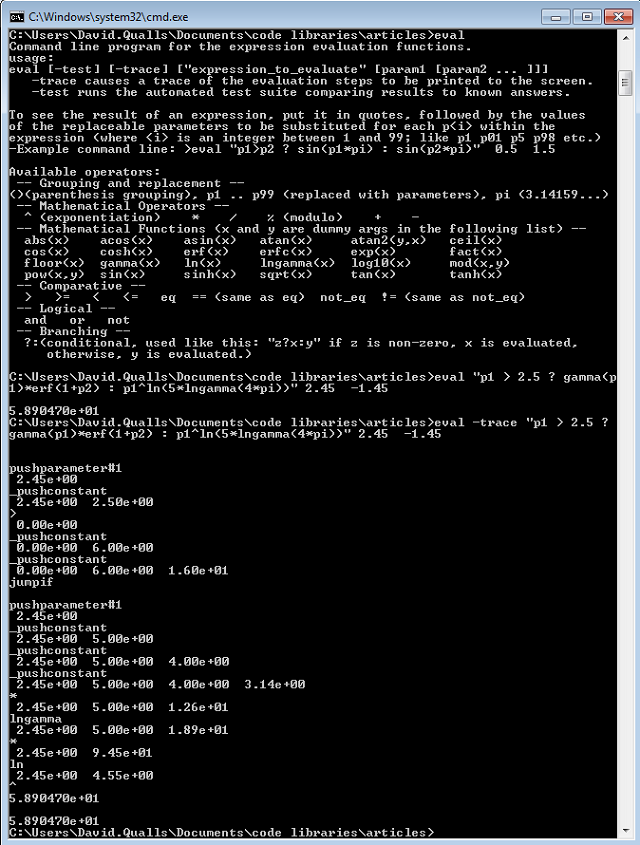 C:\Windows\system32\cmd.exe
C:\Users\David.Qualls\Documents\code libraries\articles>eval
Command line program for the expression evaluation functions.
usage:
eval [-test] [-trace] ["expression_to_evaluate" [param1 [param2 ... ]]]
-trace causes a trace of the evaluation steps to be printed to the screen.
-test runs the automated test suite comparing results to known answers.
To see the result of an expression, put it in quotes, followed by the values
of the replaceable parameters to be substituted for each p<i> within the
expression (where <i> is an integer between 1 and 99; like p1 p01 p5 p98 etc.)
-Example command line: >eval "p1>p2 ? sin(p1*pi) : sin(p2*pi)"  0.5  1.5
Available operators:
-- Grouping and replacement --
()(parenthesis grouping), p1 .. p99 (replaced with parameters), pi (3.14159...)
-- Mathematical Operators --
^ (exponentiation)    *    /    % (modulo)    +    -
-- Mathematical Functions (x and y are dummy args in the following list) --
abs(x)    acos(x)    asin(x)    atan(x)    atan2(y,x)    ceil(x)
cos(x)    cosh(x)    erf(x)    erfc(x)    exp(x)    fact(x)
floor(x)  gamma(x)   ln(x)     lngamma(x)  log10(x)    mod(x,y)
pow(x,y)  sin(x)     sinh(x)   sqrt(x)    tan(x)    tanh(x)
-- Comparative --
>   >=   <   <=   eq  == (same as eq)  not_eq  != (same as not_eq)
-- Logical --
and   or   not
-- Branching --
?:(conditional, used like this: "z?x:y" if z is non-zero, x is evaluated,
otherwise, y is evaluated.)
C:\Users\David.Qualls\Documents\code libraries\articles>eval "p1 > 2.5 ? gamma(p
1)*erf(1+p2) : p1^ln(5*lngamma(4*pi))" 2.45  -1.45
5.890470e+01
C:\Users\David.Qualls\Documents\code libraries\articles>eval -trace "p1 > 2.5 ?
gamma(p1)*erf(1+p2) : p1^ln(5*lngamma(4*pi))" 2.45  -1.45
pushparameter#1
2.45e+00
_pushconstant
2.45e+00  2.50e+00
>
0.00e+00
_pushconstant
0.00e+00  6.00e+00
_pushconstant
0.00e+00  6.00e+00  1.60e+01
jumpif
pushparameter#1
2.45e+00
_pushconstant
2.45e+00  5.00e+00
_pushconstant
2.45e+00  5.00e+00  4.00e+00
_pushconstant
2.45e+00  5.00e+00  4.00e+00  3.14e+00
*
2.45e+00  5.00e+00  1.26e+01
lngamma
2.45e+00  5.00e+00  1.89e+01
*
2.45e+00  9.45e+01
ln
2.45e+00  4.55e+00
^
5.890470e+01
5.890470e+01
C:\Users\David.Qualls\Documents\code libraries\articles>